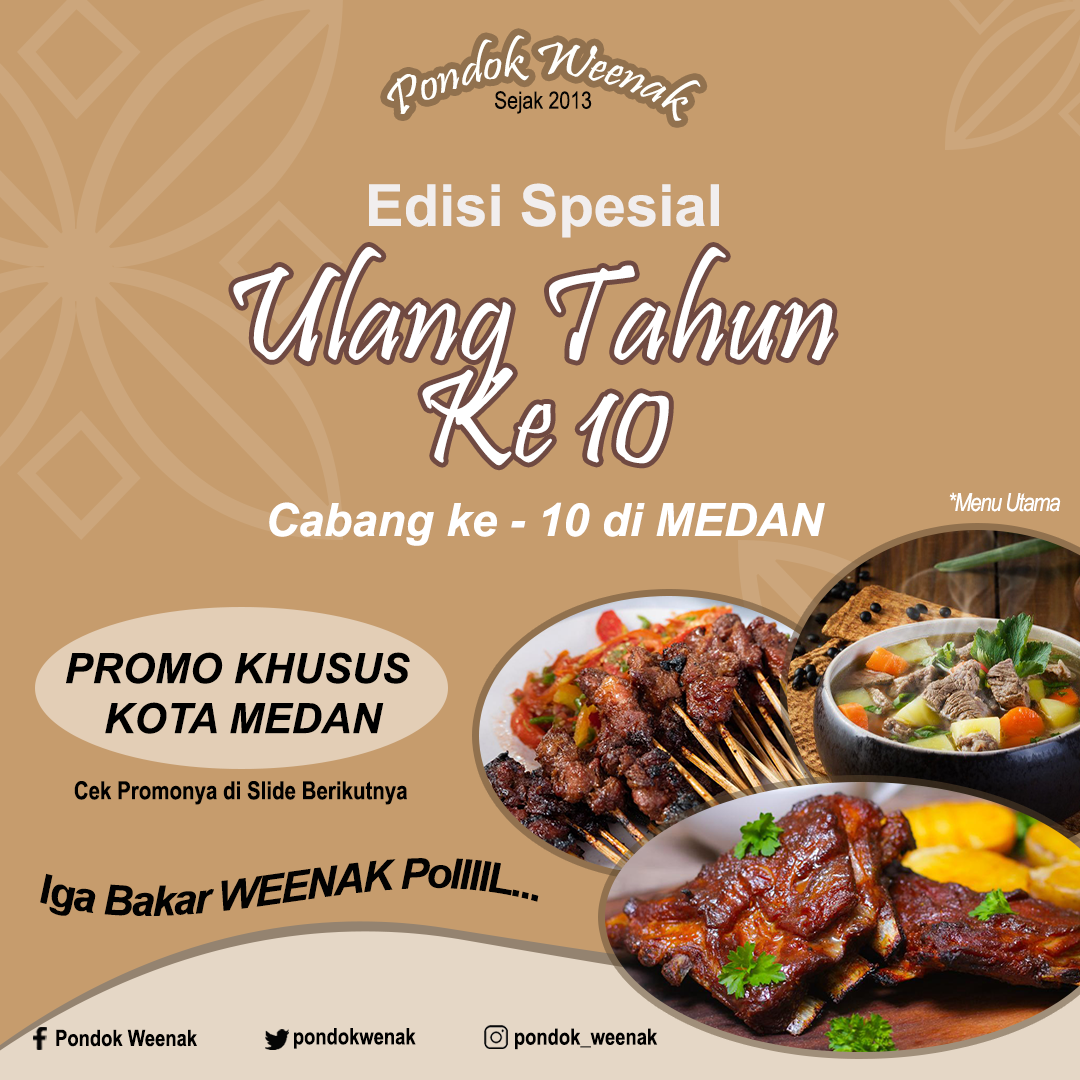 Pondok Weenak
Sejak 2013
Edisi Spesial
Ulang Tahun
Ke 10
Cabang ke - 10 di MEDAN
*Menu Utama
PROMO KHUSUS
KOTA MEDAN
Cek Promonya di Slide Berikutnya
Iga Bakar WEENAK PolIIIL...
Pondok Weenak
pondokwenak
pondok_weenak